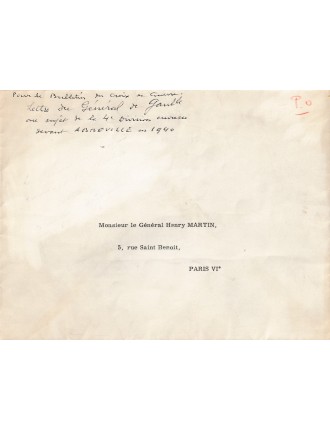 Pour le Bulletin des Croix de Guerre,
lettre du Général de Gaulle
au sujet de la 4e Division cuirassée
devant ABBEVILLE en 1940
P.O
Monsieur le Général Henry MARTIN,
5, rue Saint Benoit,
PARIS VIe